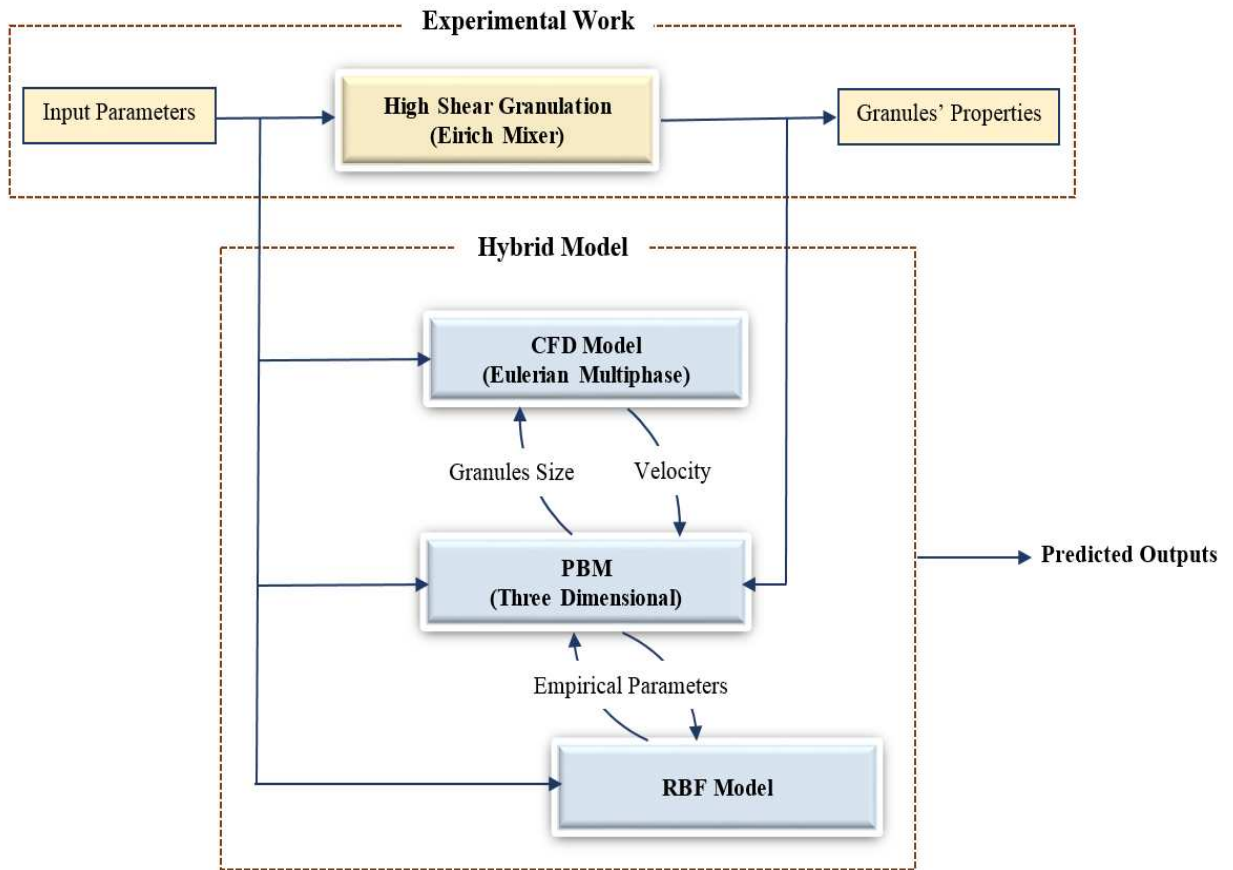 Experimental Work
Input Parameters
High Shear Granulation
(Eirich Mixer)
Granules’ Properties
Hybrid Model
CFD Model
(Eulerian Multiphase)
Granules Size
Velocity
PBM
(Three Dimensional)
Predicted Outputs
Empirical Parameters
RBF Model